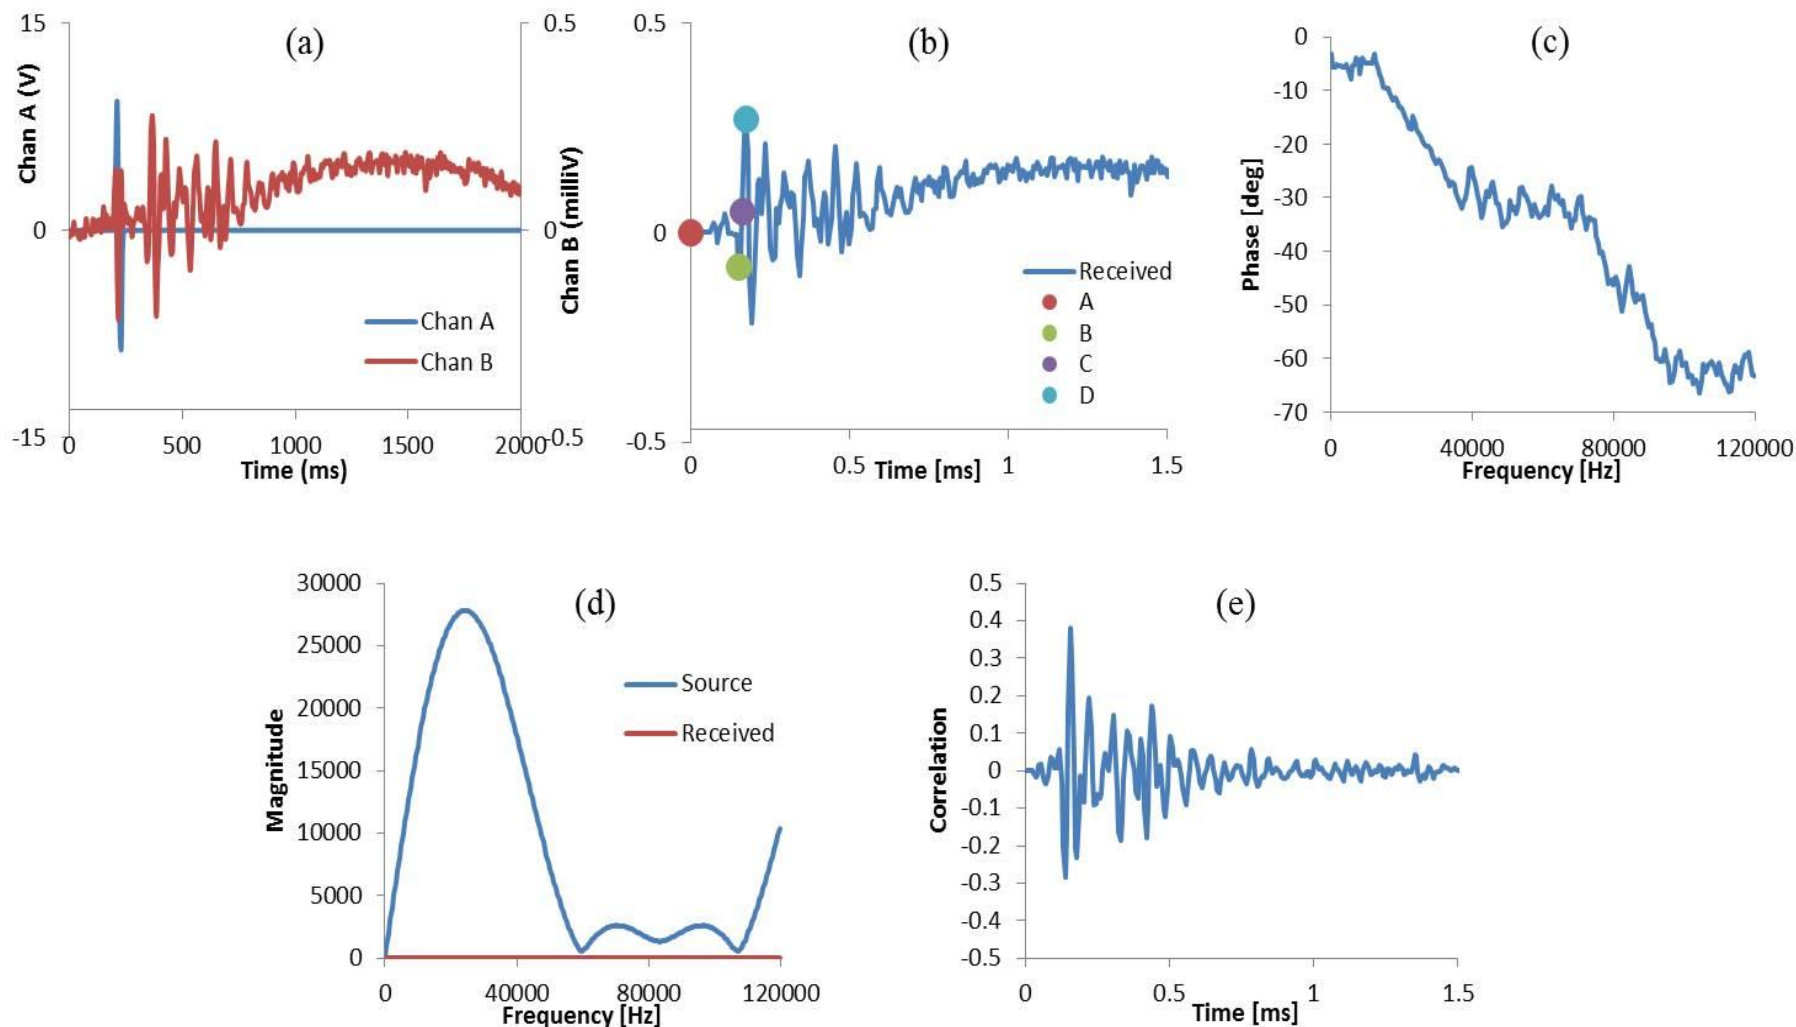 (a)
15
0
-15
Chan A (V)
0.5
0
-0.5
Chan B (milliV)
Chan A
Chan B
0 500 1000 1500 2000
Time (ms)
(b)
0.5
0
-0.5
Received
A
B
C
D
0 0.5 1 1.5
Time [ms]
(c)
0
-10
-20
-30
-40
-50
-60
-70
Phase [deg]
0 40000 80000 120000
Frequency [Hz]
(d)
30000
25000
20000
15000
10000
5000
0
Magnitude
Source
Received
0 40000 80000 120000
Frequency [Hz]
(e)
0.5
0.4
0.3
0.2
0.1
0
-0.1
-0.2
-0.3
-0.4
-0.5
Correlation
0 0.5 1 1.5
Time [ms]